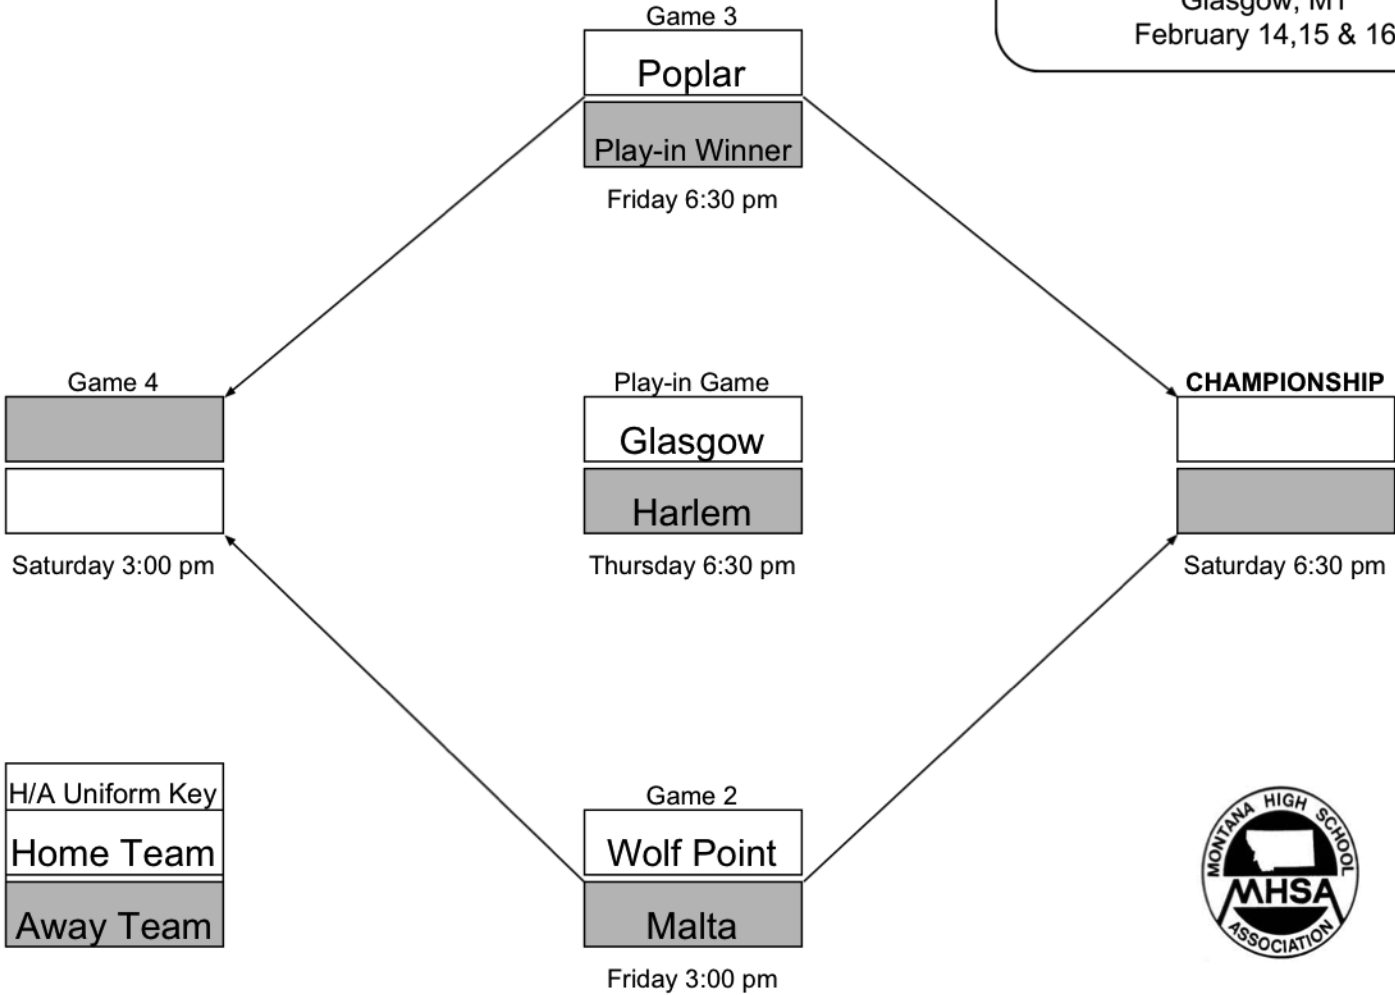 Game 3
Glasgow, MT
February 14,15 & 16
Poplar
Play-in Winner
Friday 6:30 pm
Game 4
Saturday 3:00 pm
Play-in Game
Glasgow
Harlem
Thursday 6:30 pm
CHAMPIONSHIP
Saturday 6:30 pm
H/A Uniform Key
Home Team
Away Team
Game 2
Wolf Point
Malta
Friday 3:00 pm
MONTANA HIGH SCHOOL
MHSA
ASSOCIATION